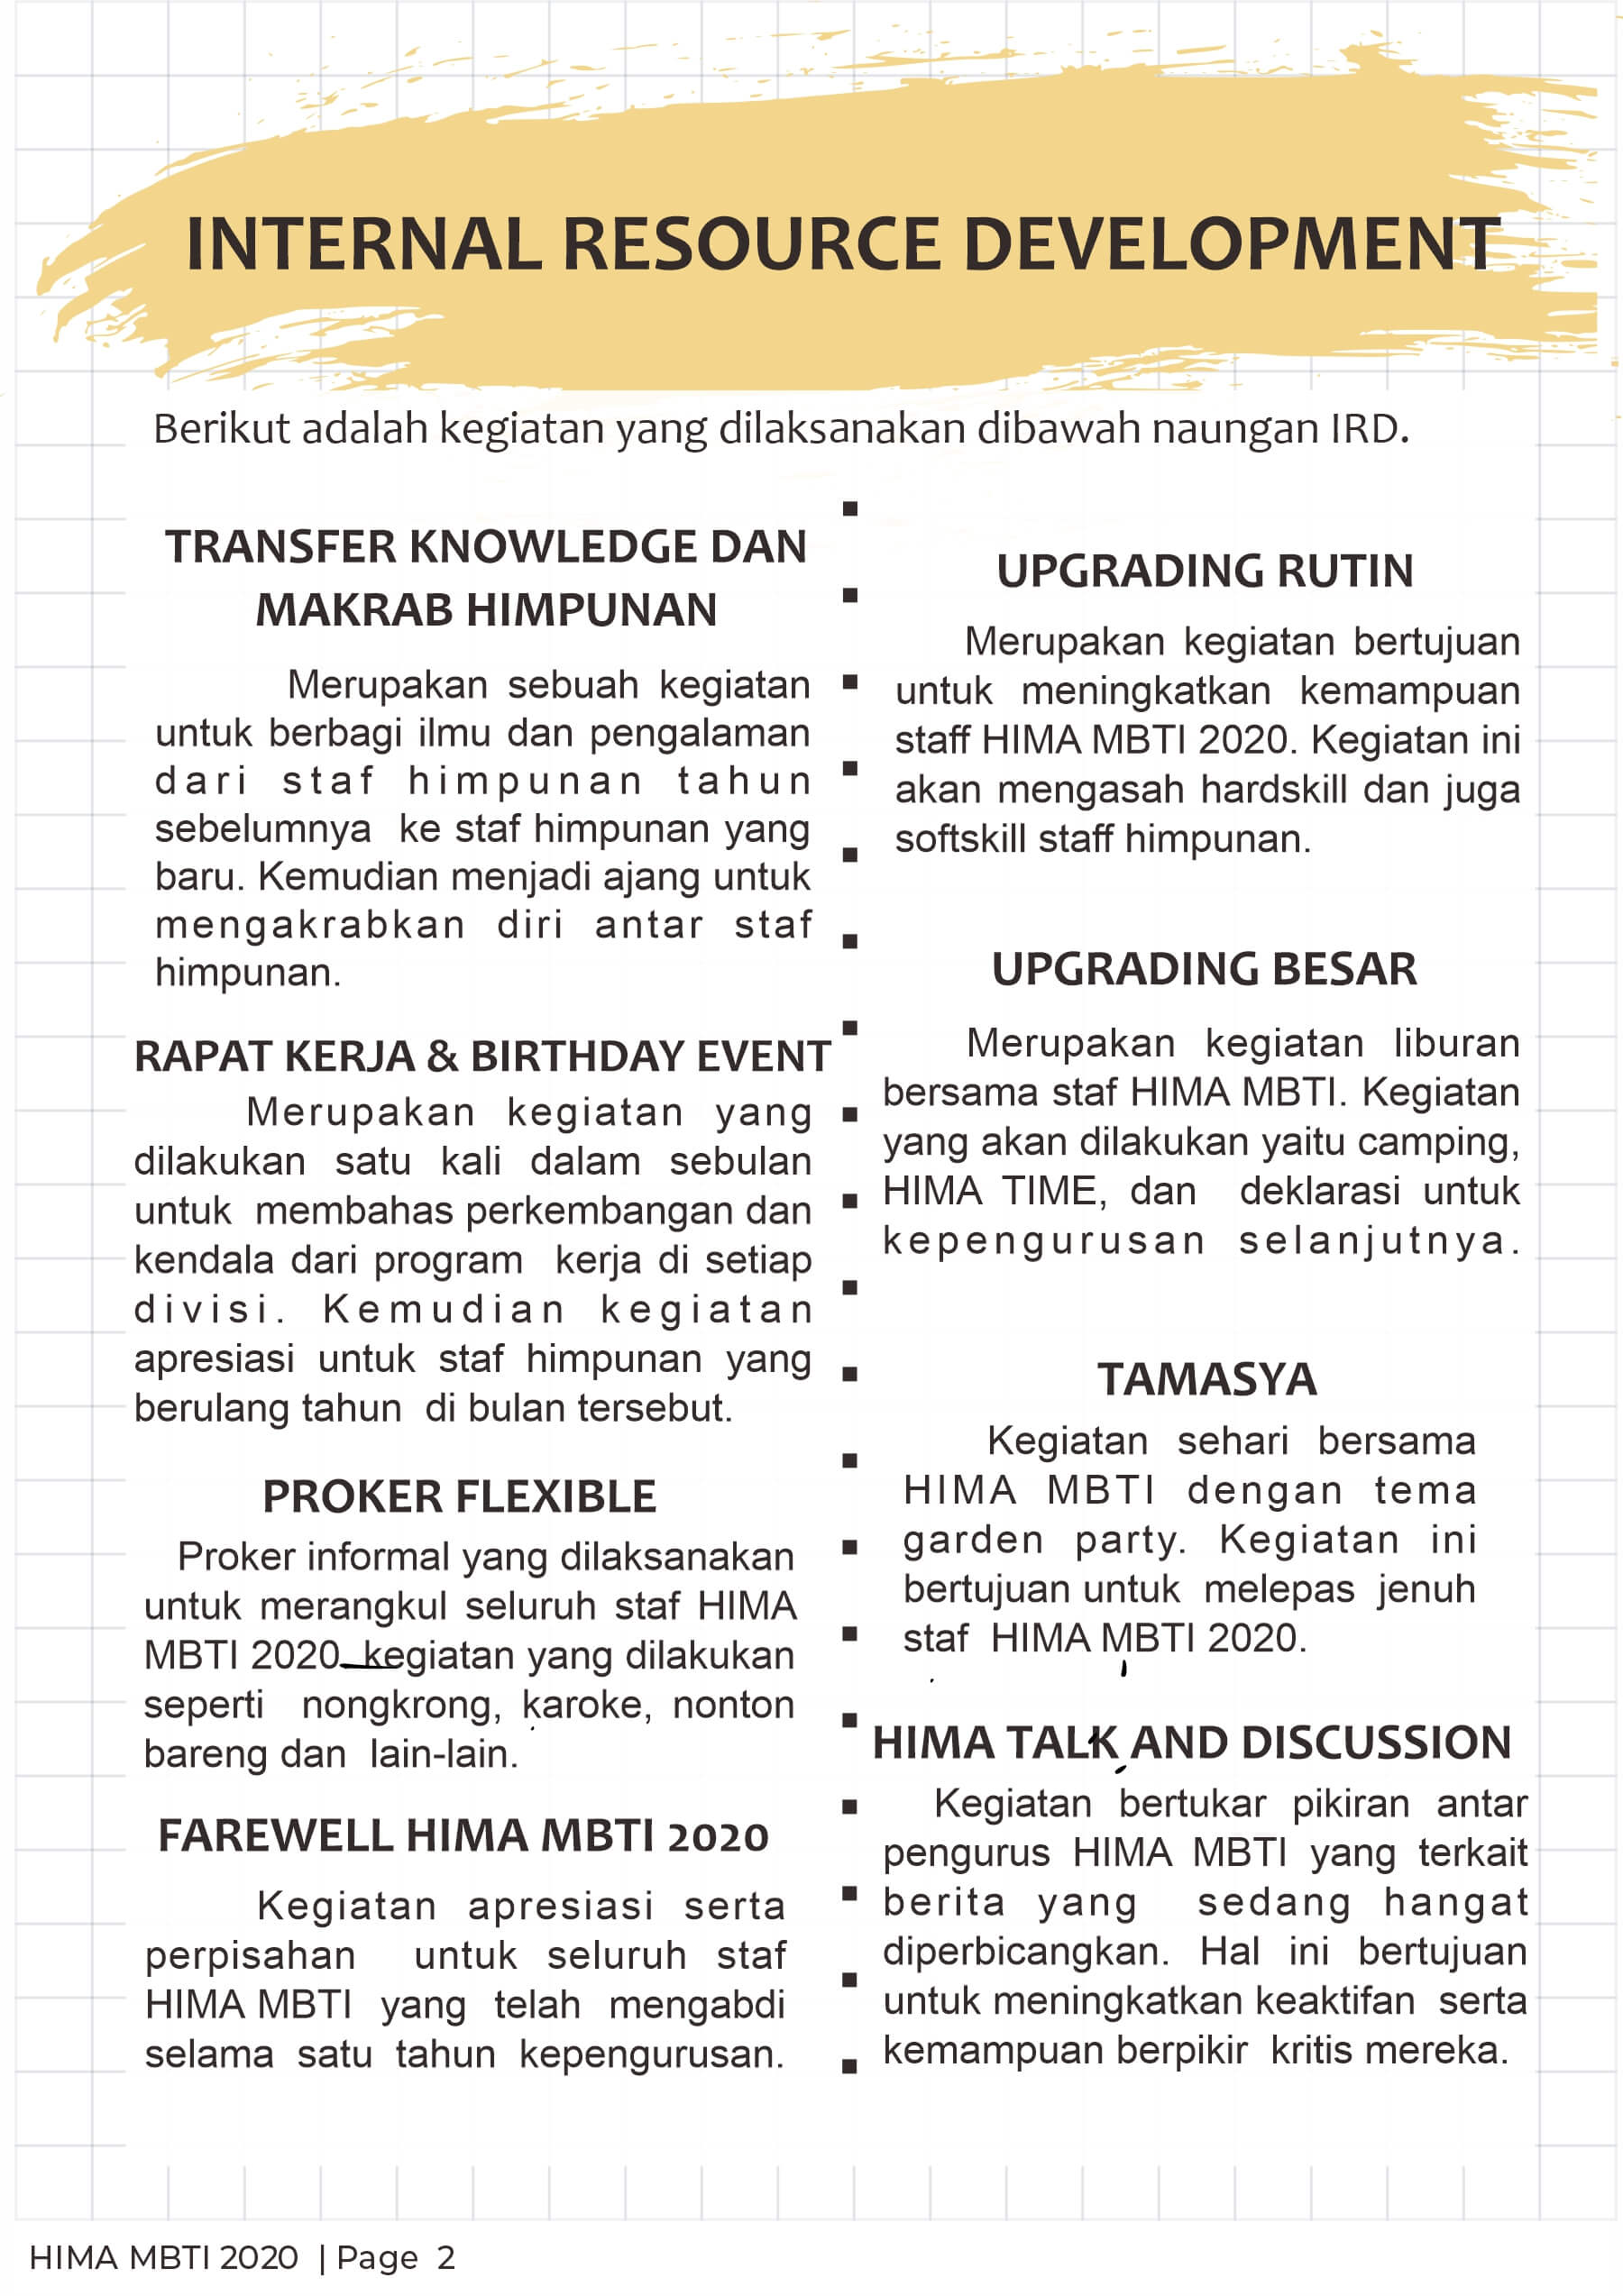 INTERNAL RESOURCE DEVELOPMENT
Berikut adalah kegiatan yang dilaksanakan dibawah naungan IRD.
TRANSFER KNOWLEDGE DAN
MAKRAB HIMPUNAN
Merupakan sebuah kegiatan
untuk berbagi ilmu dan pengalaman
dari staf himpunan tahun
sebelumnya ke staf himpunan yang
baru. Kemudian menjadi ajang untuk
mengakrabkan diri antar staf
himpunan.
RAPAT KERJA & BIRTHDAY EVENT
Merupakan kegiatan yang
dilakukan satu kali dalam sebulan
untuk membahas perkembangan dan
kendala dari program kerja di setiap
divisi. Kemudian kegiatan
apresiasi untuk staf himpunan yang
berulang tahun di bulan tersebut.
PROKER FLEXIBLE
Proker informal yang dilaksanakan
untuk merangkul seluruh staf HIMA
MBTI 2020 kegiatan yang dilakukan
seperti nongkrong, karoke, nonton
bareng dan lain-lain.
FAREWELL HIMA MBTI 2020
Kegiatan apresiasi serta
perpisahan untuk seluruh staf
HIMA MBTI yang telah mengabdi
selama satu tahun kepengurusan.
UPGRADING RUTIN
Merupakan kegiatan bertujuan
untuk meningkatkan kemampuan
staff HIMA MBTI 2020. Kegiatan ini
akan mengasah hardskill dan juga
softskill staff himpunan.
UPGRADING BESAR
Merupakan kegiatan liburan
bersama staf HIMA MBTI. Kegiatan
yang akan dilakukan yaitu camping,
HIMA TIME, dan deklarasi untuk
kepengurusan selanjutnya.
TAMASYA
Kegiatan sehari bersama
HIMA MBTI dengan tema
garden party. Kegiatan ini
bertujuan untuk melepas jenuh
staf HIMA MBTI 2020.
HIMA TALK AND DISCUSSION
Kegiatan bertukar pikiran antar
pengurus HIMA MBTI yang terkait
berita yang sedang hangat
diperbicangkan. Hal ini bertujuan
untuk meningkatkan keaktifan serta
kemampuan berpikir kritis mereka.
HIMA MBTI 2020 | Page 2